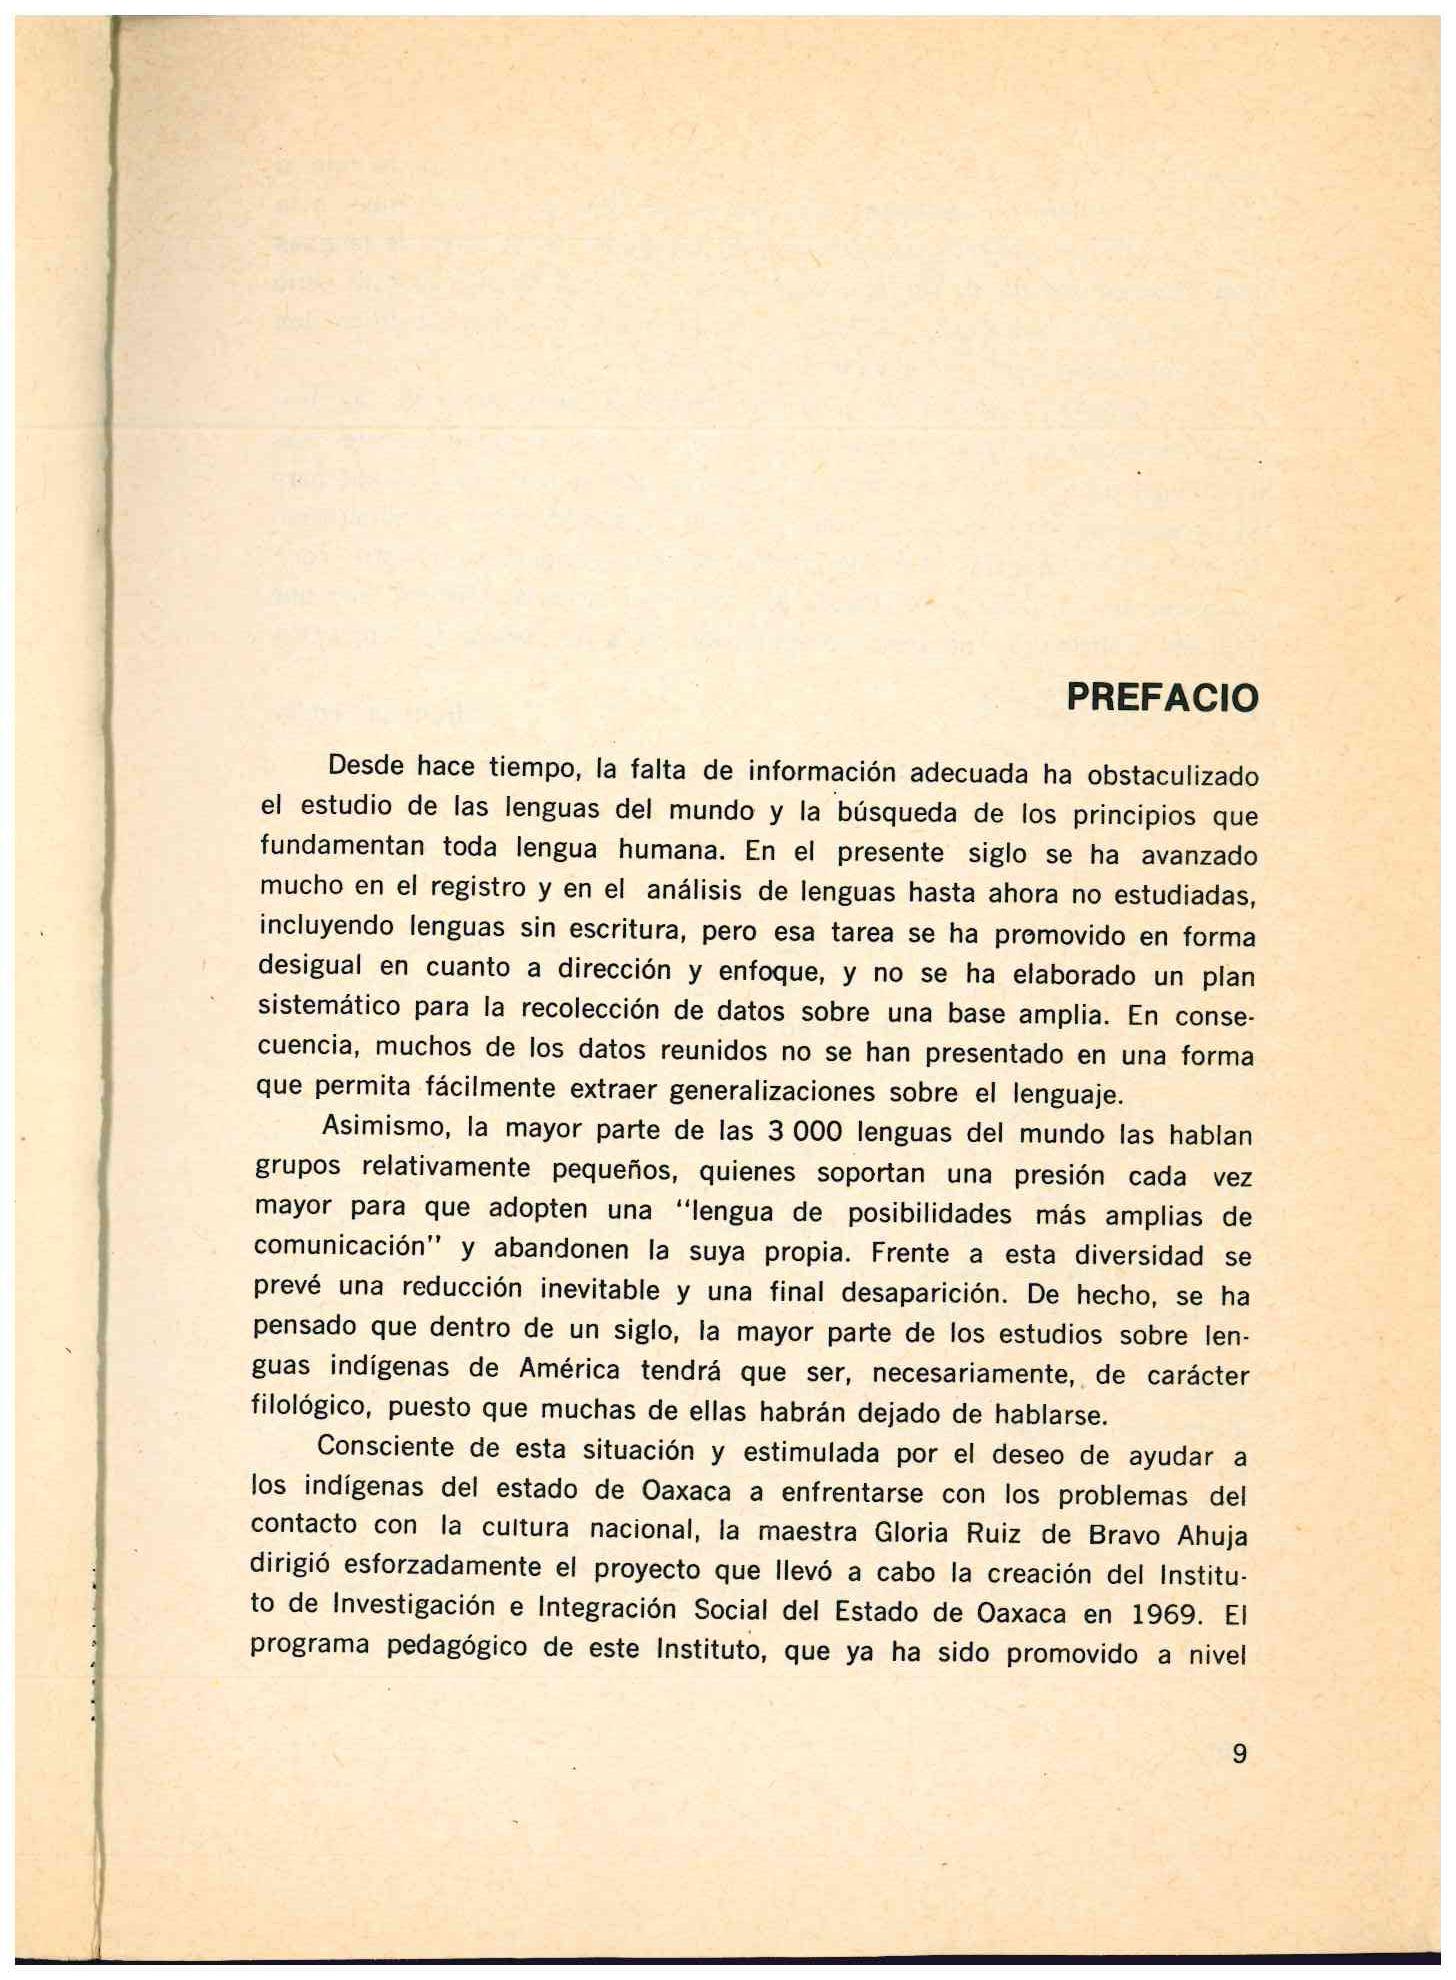 PREFACIO
Desde hace tiempo, la falta de información adecuada ha obstaculizado
el estudio de las lenguas del mundo y la búsqueda de los principios que
fundamentan toda lengua humana. En el presente siglo se ha avanzado
mucho en el registro y en el análisis de lenguas hasta ahora no estudiadas,
incluyendo lenguas sin escritura, pero esa tarea se ha promovido en forma
desigual en cuanto a dirección y enfoque, y no se ha elaborado un plan
sistemático para la recolección de datos sobre una base amplia. En conse-
cuencia, muchos de los datos reunidos no se han presentado en una forma
que permita fácilmente extraer generalizaciones sobre el lenguaje.
Asimismo, la mayor parte de las 3 000 lenguas del mundo las hablan
grupos relativamente pequeños, quienes soportan una presión cada vez
mayor para que adopten una "lengua de posibilidades más amplias de
comunicación" y abandonen la suya propia. Frente a esta diversidad se
prevé una reducción inevitable y una final desaparición. De hecho, se ha
pensado que dentro de un siglo, la mayor parte de los estudios sobre len-
guas indígenas de América tendrá que ser, necesariamente, de carácter
filológico, puesto que muchas de ellas habrán dejado de hablarse.
Consciente de esta situación y estimulada por el deseo de ayudar a
los indígenas del estado de Oaxaca a enfrentarse con los problemas del
contacto con la cultura nacional, la maestra Gloria Ruiz de Bravo Ahuja
dirigió esforzadamente el proyecto que llevó a cabo la creación del Institu-
to de Investigación e Integración Social del Estado de Oaxaca en 1969. El
programa pedagógico de este Instituto, que ya ha sido promovido a nivel
9